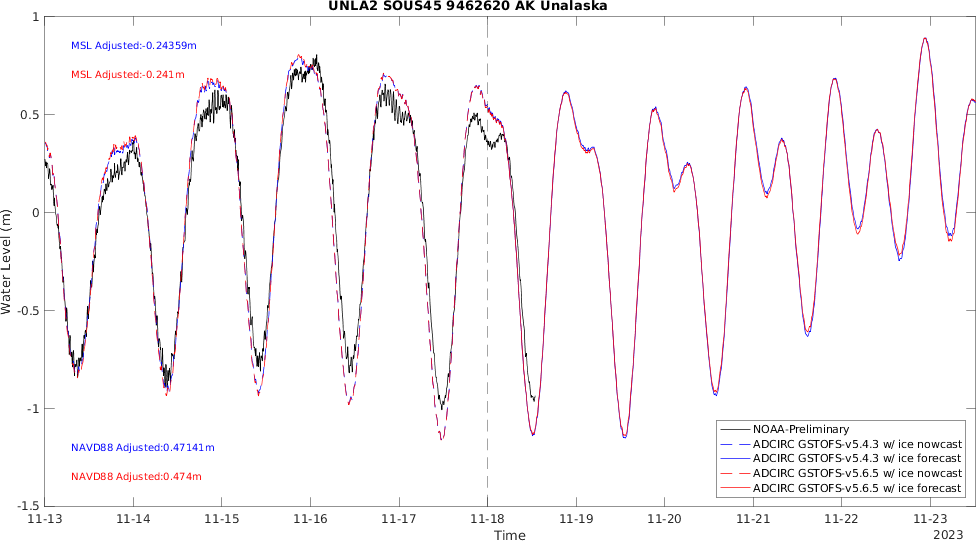 UNLA2 SOUS45 9462620 AK Unalaska
1
MSL Adjusted:-0.24359m
MSL Adjusted:-0.241m
0.5
0
Water Level (m)
-0.5
-1
NAVD88 Adjusted:0.47141m
NAVD88 Adjusted:0.474m
NOAA-Preliminary
ADCIRC GSTOFS-v5.4.3 w/ ice nowcast
ADCIRC GSTOFS-v5.4.3 w/ ice forecast
ADCIRC GSTOFS-v5.6.5 w/ ice nowcast
ADCIRC GSTOFS-v5.6.5 w/ ice forecast
-1.5
11-13 11-14 11-15 11-16 11-17 11-18 11-19 11-20 11-21 11-22 11-23
Time
2023